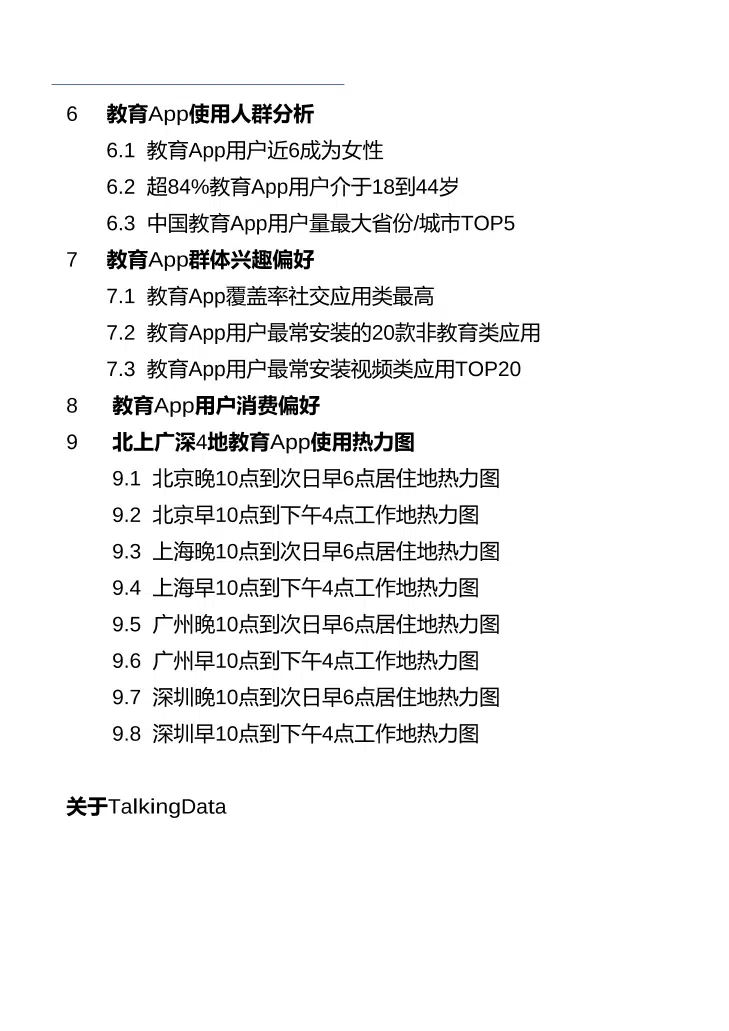 6 教育App使用人群分析
6.1 教育App用户近6成为女性
6.2 超84%教育App用户介于18到44岁
6.3 中国教育App用户量最大省份/城市TOP5
7 教育App群体兴趣偏好
7.1 教育App覆盖率社交应用类最高
7.2 教育App用户最常安装的20款非教育类应用
7.3 教育App用户最常安装视频类应用TOP20
8 教育App用户消费偏好
9 北上广深4地教育App使用热力图
9.1 北京晚10点到次日早6点居住地热力图
9.2 北京早10点到下午4点工作地热力图
9.3 上海晚10点到次日早6点居住地热力图
9.4 上海早10点到下午4点工作地热力图
9.5 广州晚10点到次日早6点居住地热力图
9.6 广州早10点到下午4点工作地热力图
9.7 深圳晚10点到次日早6点居住地热力图
9.8 深圳早10点到下午4点工作地热力图
关于TalkingData